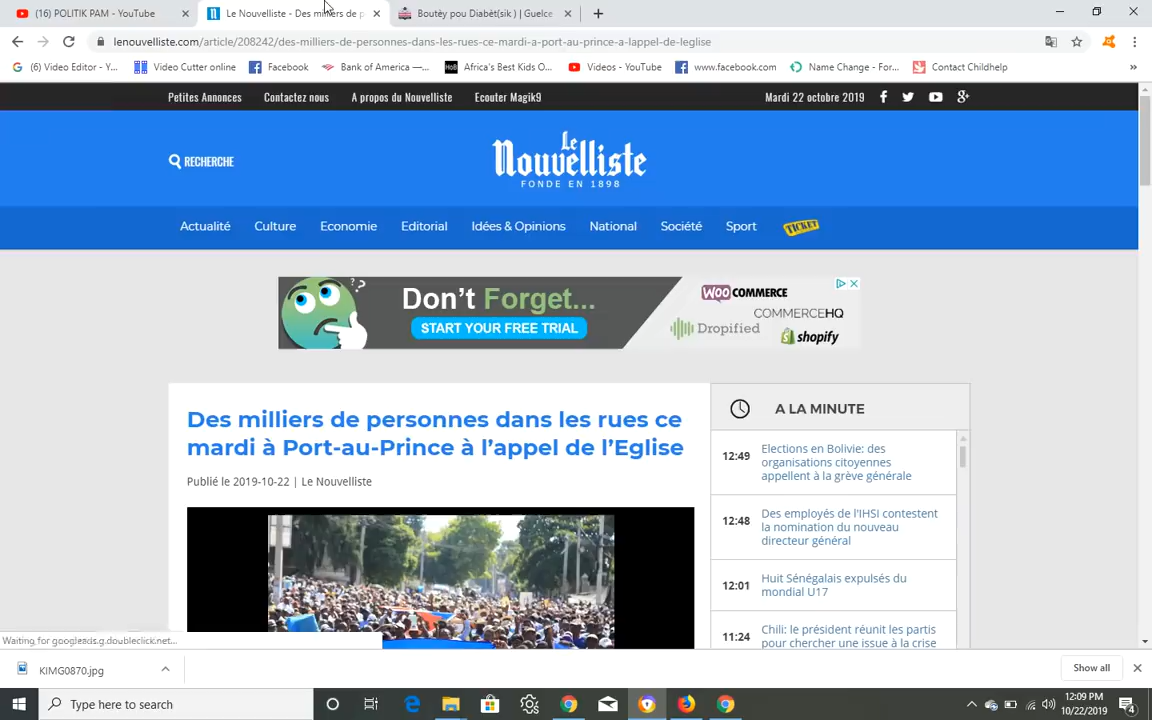 (16) POLITIK PAM - YouTube
Le Nouvelliste - Des milliers de p
Boutèy pou Diabèt(sik ) | Guelce
lenouvelliste.com/article/208242/des-milliers-de-personnes-dans-les-rues-ce-mardi-a-port-au-prince-a-lappel-de-leglise
(6) Video Editor - Y...
Video Cutter online
Facebook
Bank of America —...
HoB
Africa's Best Kids O...
Videos - YouTube
www.facebook.com
Name Change - For...
Contact Childhelp
Petites Annonces
Contactez nous
A propos du Nouvelliste
Ecouter Magik9
Mardi 22 octobre 2019
RECHERCHE
Le
Nouvelliste
FONDE EN 1898
Actualité
Culture
Economie
Editorial
Idées & Opinions
National
Société
Sport
TICKET
Don't Forget...
START YOUR FREE TRIAL
WOO COMMERCE
COMMERCEHQ
Dropified
shopify
Des milliers de personnes dans les rues ce
mardi à Port-au-Prince à l'appel de l'Eglise
Publié le 2019-10-22 | Le Nouvelliste
A LA MINUTE
12:49
Elections en Bolivie: des
organisations citoyennes
appellent à la grève générale
12:48
Des employés de l'IHSI contestent
la nomination du nouveau
directeur général
12:01
Huit Sénégalais expulsés du
mondial U17
11:24
Chili: le président réunit les partis
pour chercher une issue à la crise
Waiting for googleads.g.doubleclick.net...
KIMG0870.jpg
Show all
Type here to search
12:09 PM
10/22/2019
4